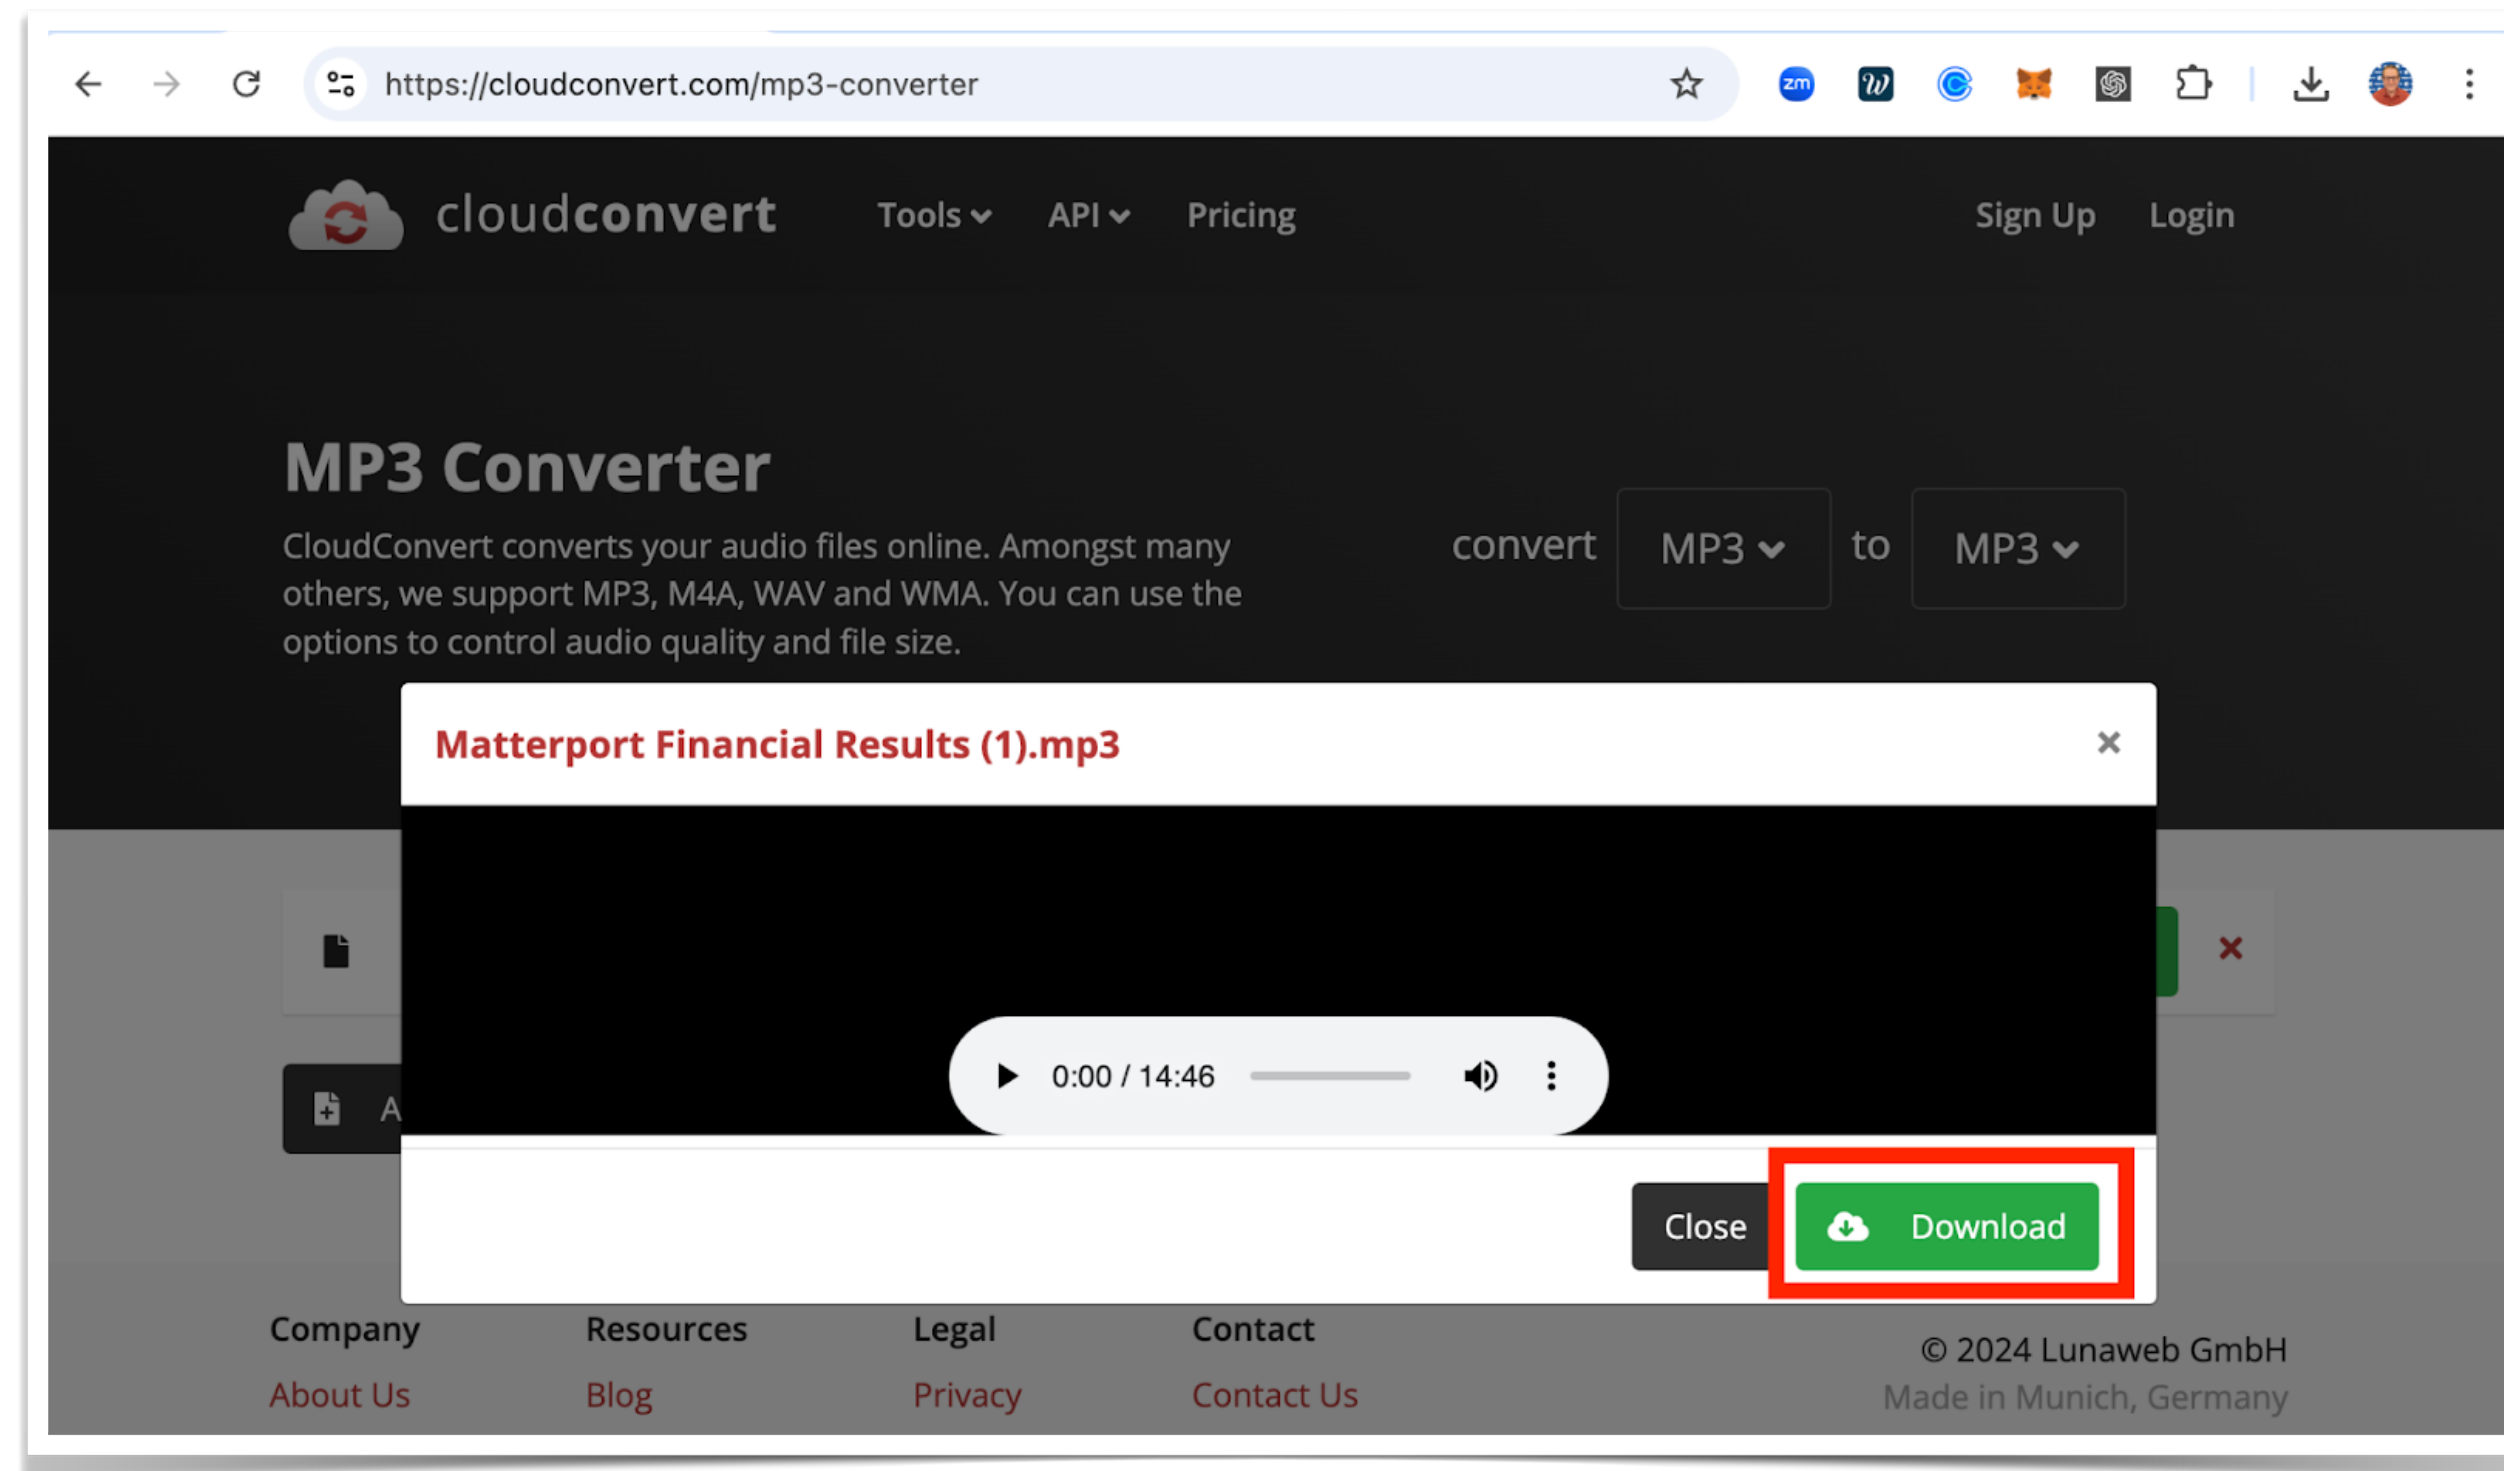 https://cloudconvert.com/mp3-converter
zm
cloudconvert
Tools
API
Pricing
Sign Up
Login
MP3 Converter
CloudConvert converts your audio files online. Amongst many
others, we support MP3, M4A, WAV and WMA. You can use the
options to control audio quality and file size.
convert
MP3
to
MP3
Matterport Financial Results (1).mp3
0:00 / 14:46
A
Close
Download
Company
Resources
Legal
Contact
About Us
Blog
Privacy
Contact Us
© 2024 Lunaweb GmbH
Made in Munich, Germany